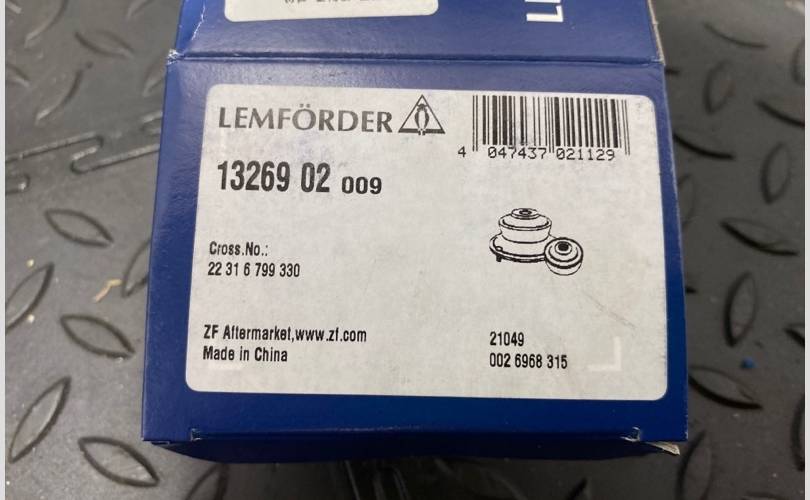 LEMFÖRDER
4 047437 021129
13269 02 009
Cross.No.:
22 31 6 799 330
ZF Aftermarket,www.zf.com
Made in China
21049
002 6968 315